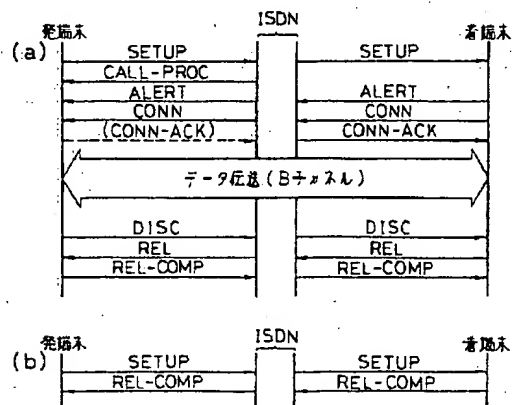 発端末 ISDN 着端末
(a) SETUP SETUP
CALL-PROC
ALERT ALERT
CONN CONN
(CONN-ACK) CONN-ACK
データ伝送(Bチャネル)
DISC DISC
REL REL
REL-COMP REL-COMP
発端末 ISDN 着端末
(b) SETUP SETUP
REL-COMP REL-COMP